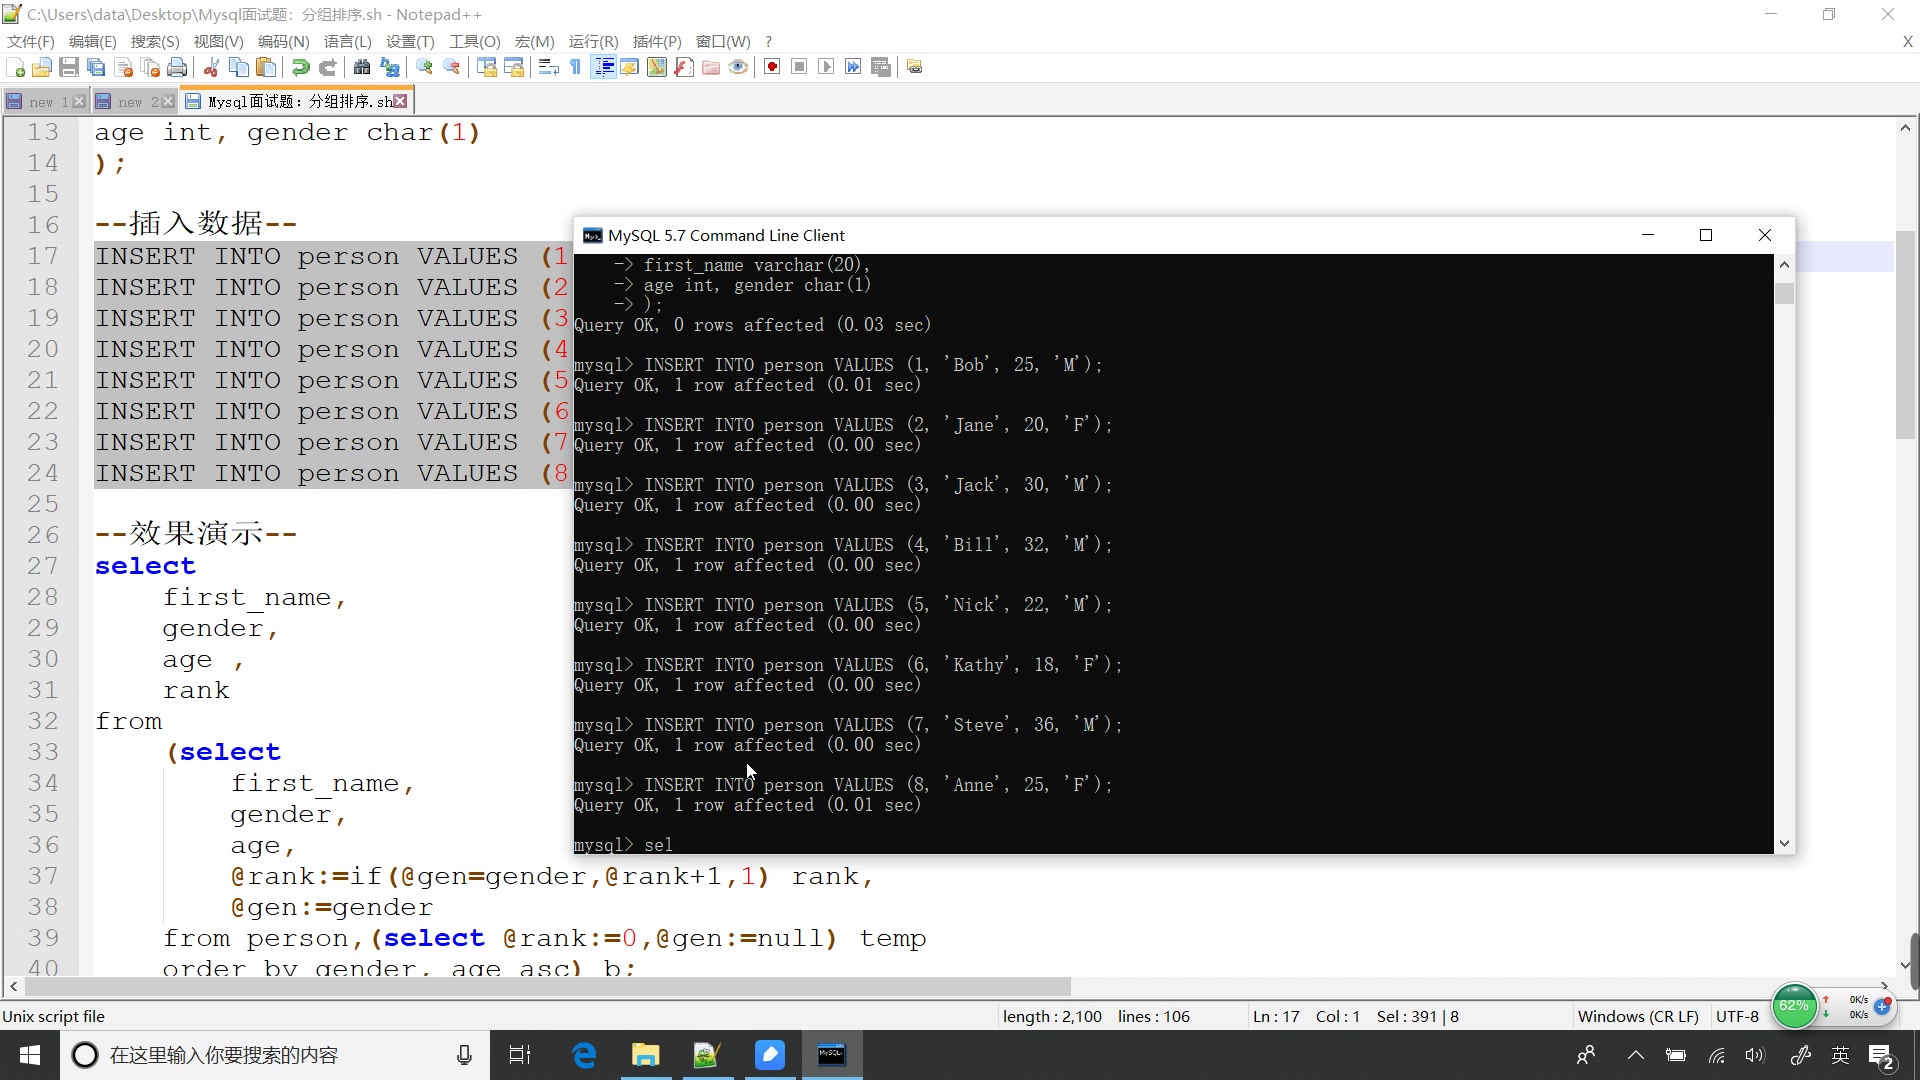 C:\Users\data\Desktop\Mysql面试题：分组排序.sh - Notepad++
文件(F) 编辑(E) 搜索(S) 视图(V) 编码(N) 语言(L) 设置(T) 工具(O) 宏(M) 运行(R) 插件(P) 窗口(W) ? X
new 1 new 2 Mysql面试题：分组排序.sh
13 age int, gender char(1)
14 );
15
16 --插入数据--
17 INSERT INTO person VALUES (1
18 INSERT INTO person VALUES (2
19 INSERT INTO person VALUES (3
20 INSERT INTO person VALUES (4
21 INSERT INTO person VALUES (5
22 INSERT INTO person VALUES (6
23 INSERT INTO person VALUES (7
24 INSERT INTO person VALUES (8
25
26 --效果演示--
27 select
28 first_name,
29 gender,
30 age ,
31 rank
32 from
33 (select
34 first_name,
35 gender,
36 age,
37 @rank:=if(@gen=gender,@rank+1,1) rank,
38 @gen:=gender
39 from person,(select @rank:=0,@gen:=null) temp
40 order by gender, age asc) b;
MySQL 5.7 Command Line Client
-> first_name varchar(20),
-> age int, gender char(1)
-> );
Query OK, 0 rows affected (0.03 sec)
mysql> INSERT INTO person VALUES (1, 'Bob', 25, 'M');
Query OK, 1 row affected (0.01 sec)
mysql> INSERT INTO person VALUES (2, 'Jane', 20, 'F');
Query OK, 1 row affected (0.00 sec)
mysql> INSERT INTO person VALUES (3, 'Jack', 30, 'M');
Query OK, 1 row affected (0.00 sec)
mysql> INSERT INTO person VALUES (4, 'Bill', 32, 'M');
Query OK, 1 row affected (0.00 sec)
mysql> INSERT INTO person VALUES (5, 'Nick', 22, 'M');
Query OK, 1 row affected (0.00 sec)
mysql> INSERT INTO person VALUES (6, 'Kathy', 18, 'F');
Query OK, 1 row affected (0.00 sec)
mysql> INSERT INTO person VALUES (7, 'Steve', 36, 'M');
Query OK, 1 row affected (0.00 sec)
mysql> INSERT INTO person VALUES (8, 'Anne', 25, 'F');
Query OK, 1 row affected (0.01 sec)
mysql> sel
Unix script file length : 2,100 lines : 106 Ln : 17 Col : 1 Sel : 391 | 8 Windows (CR LF) UTF-8
62% 0K/s
0K/s
在这里输入你要搜索的内容 英 2